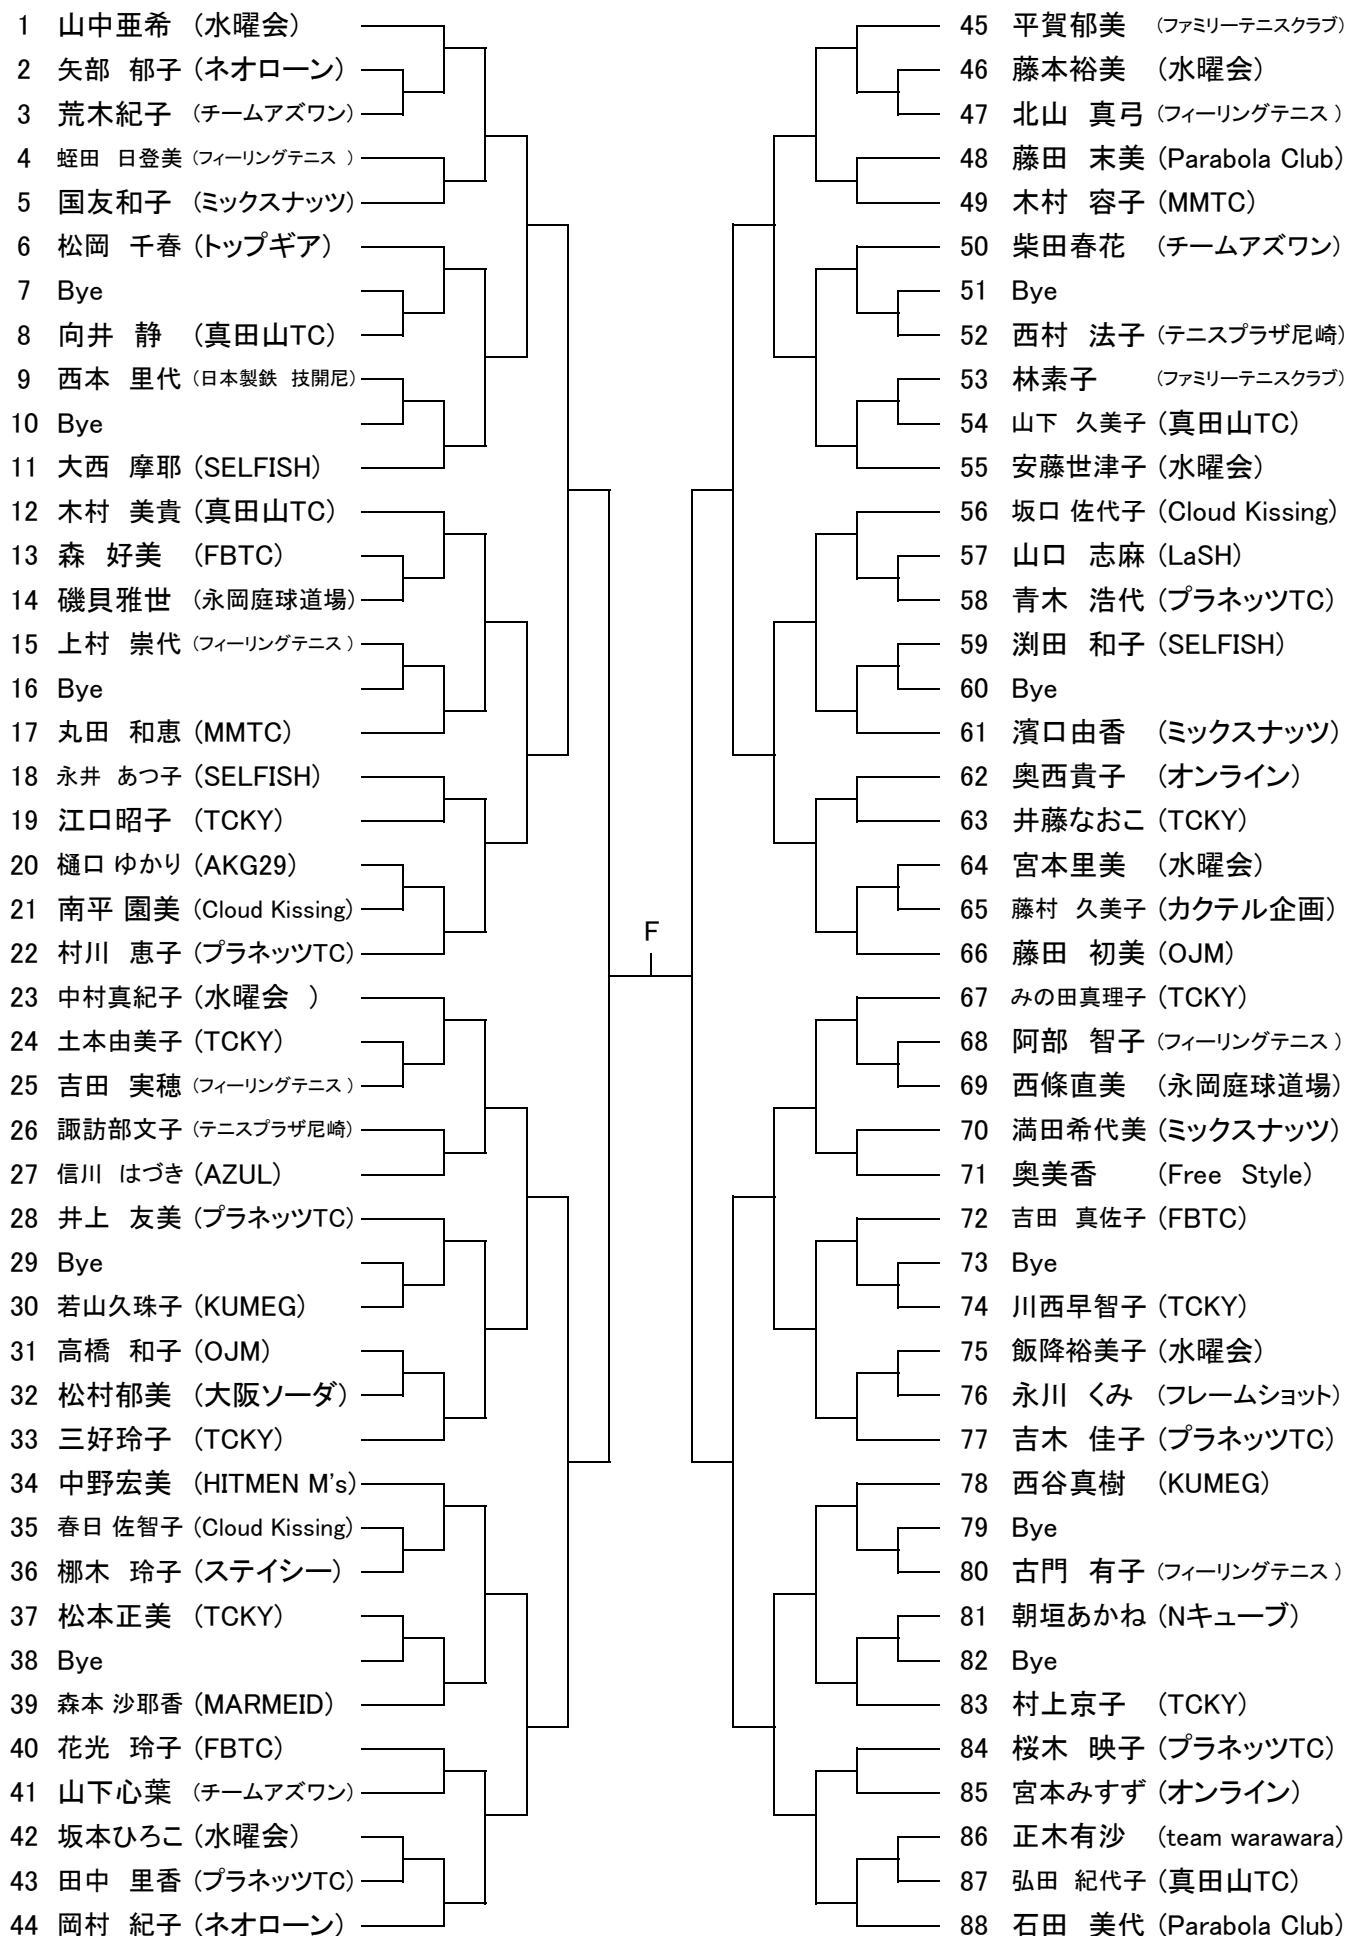 1 山中亜希 (水曜会)
2 矢部 郁子 (ネオローン)
3 荒木紀子 (チームアズワン)
4 蛭田 日登美 (フィーリングテニス )
5 国友和子 (ミックスナッツ)
6 松岡 千春 (トップギア)
7 Bye
8 向井 静 (真田山TC)
9 西本 里代 (日本製鉄 技開尼)
10 Bye
11 大西 摩耶 (SELFISH)
12 木村 美貴 (真田山TC)
13 森 好美 (FBTC)
14 磯貝雅世 (永岡庭球道場)
15 上村 崇代 (フィーリングテニス )
16 Bye
17 丸田 和恵 (MMTC)
18 永井 あつ子 (SELFISH)
19 江口昭子 (TCKY)
20 樋口 ゆかり (AKG29)
21 南平 園美 (Cloud Kissing)
22 村川 恵子 (プラネッツTC)
23 中村真紀子 (水曜会 )
24 土本由美子 (TCKY)
25 吉田 実穂 (フィーリングテニス )
26 諏訪部文子 (テニスプラザ尼崎)
27 信川 はづき (AZUL)
28 井上 友美 (プラネッツTC)
29 Bye
30 若山久珠子 (KUMEG)
31 高橋 和子 (OJM)
32 松村郁美 (大阪ソーダ)
33 三好玲子 (TCKY)
34 中野宏美 (HITMEN M's)
35 春日 佐智子 (Cloud Kissing)
36 梛木 玲子 (ステイシー)
37 松本正美 (TCKY)
38 Bye
39 森本 沙耶香 (MARMEID)
40 花光 玲子 (FBTC)
41 山下心葉 (チームアズワン)
42 坂本ひろこ (水曜会)
43 田中 里香 (プラネッツTC)
44 岡村 紀子 (ネオローン)
F
45 平賀郁美 (ファミリーテニスクラブ)
46 藤本裕美 (水曜会)
47 北山 真弓 (フィーリングテニス )
48 藤田 末美 (Parabola Club)
49 木村 容子 (MMTC)
50 柴田春花 (チームアズワン)
51 Bye
52 西村 法子 (テニスプラザ尼崎)
53 林素子 (ファミリーテニスクラブ)
54 山下 久美子 (真田山TC)
55 安藤世津子 (水曜会)
56 坂口 佐代子 (Cloud Kissing)
57 山口 志麻 (LaSH)
58 青木 浩代 (プラネッツTC)
59 渕田 和子 (SELFISH)
60 Bye
61 濱口由香 (ミックスナッツ)
62 奥西貴子 (オンライン)
63 井藤なおこ (TCKY)
64 宮本里美 (水曜会)
65 藤村 久美子 (カクテル企画)
66 藤田 初美 (OJM)
67 みの田真理子 (TCKY)
68 阿部 智子 (フィーリングテニス )
69 西條直美 (永岡庭球道場)
70 満田希代美 (ミックスナッツ)
71 奥美香 (Free Style)
72 吉田 真佐子 (FBTC)
73 Bye
74 川西早智子 (TCKY)
75 飯降裕美子 (水曜会)
76 永川 くみ (フレームショット)
77 吉木 佳子 (プラネッツTC)
78 西谷真樹 (KUMEG)
79 Bye
80 古門 有子 (フィーリングテニス )
81 朝垣あかね (Nキューブ)
82 Bye
83 村上京子 (TCKY)
84 桜木 映子 (プラネッツTC)
85 宮本みすず (オンライン)
86 正木有沙 (team warawara)
87 弘田 紀代子 (真田山TC)
88 石田 美代 (Parabola Club)